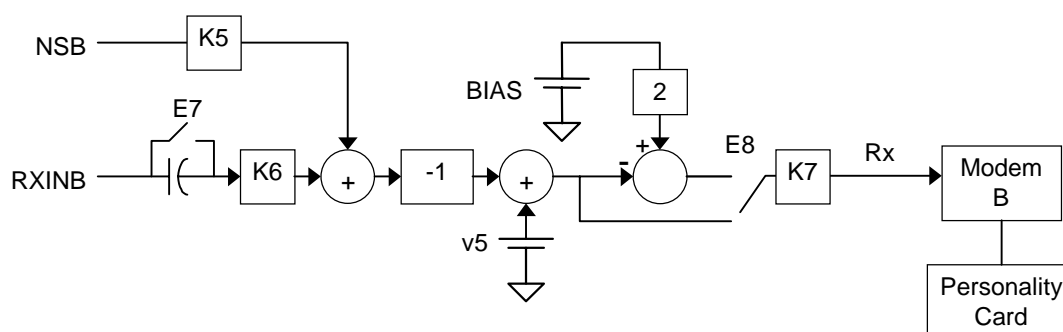 NSB
K5
BIAS
2
E7
RXINB
K6
+
-1
+
v5
+
-
E8
K7
Rx
Modem
B
Personality
Card